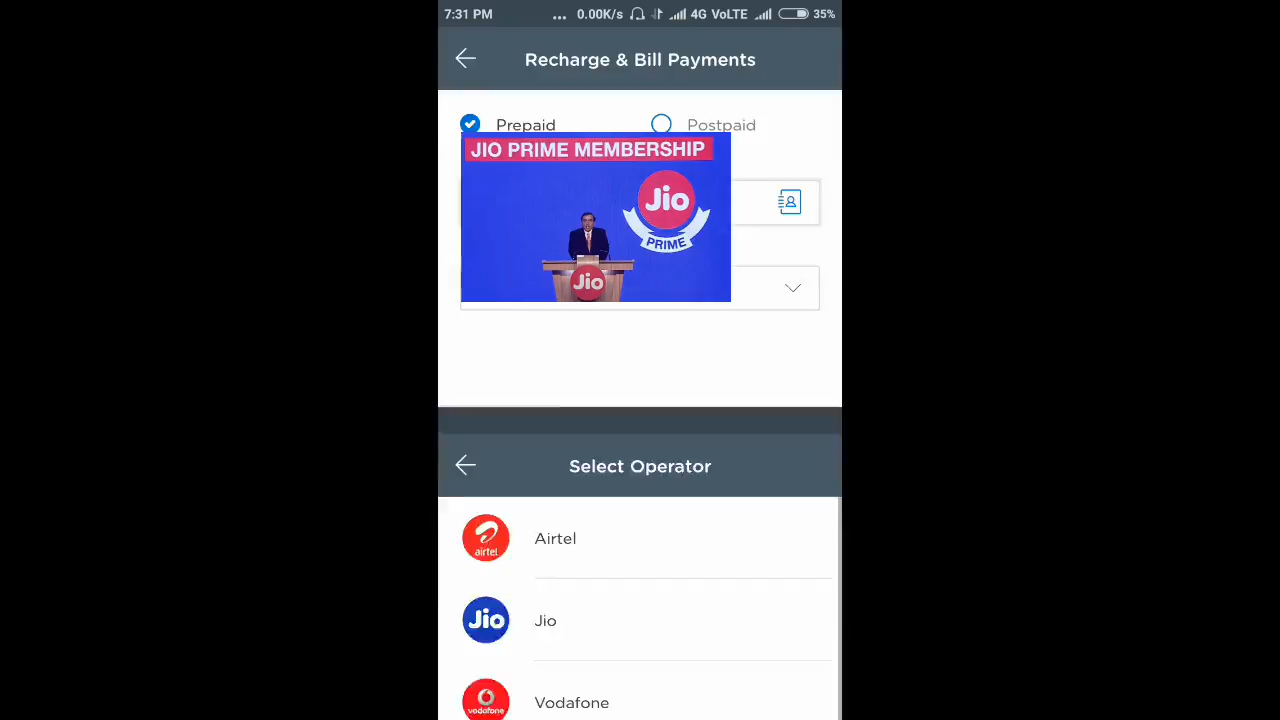 7:31 PM ... 0.00K/s 4G VoLTE 35%
Recharge & Bill Payments
Prepaid Postpaid
JIO PRIME MEMBERSHIP
Jio
PRIME
Jio
Select Operator
airtel Airtel
Jio Jio
vodafone Vodafone